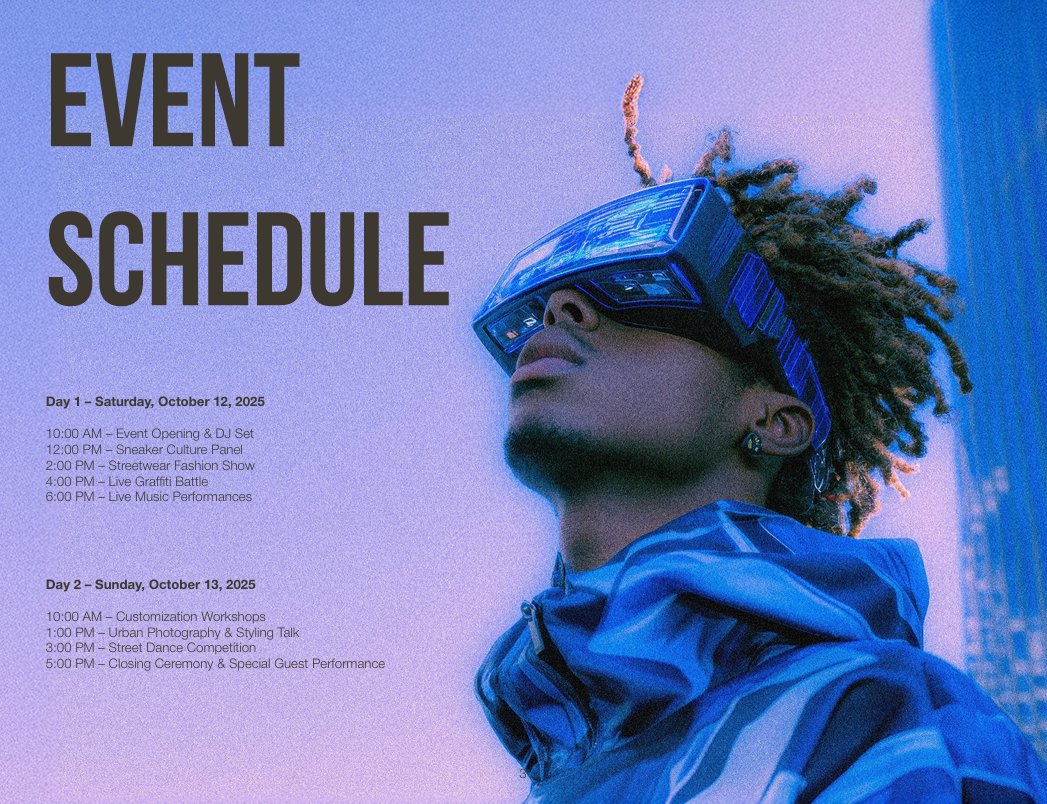 EVENT
SCHEDULE
Day 1 – Saturday, October 12, 2025
10:00 AM – Event Opening & DJ Set
12:00 PM – Sneaker Culture Panel
2:00 PM – Streetwear Fashion Show
4:00 PM – Live Graffiti Battle
6:00 PM – Live Music Performances
Day 2 – Sunday, October 13, 2025
10:00 AM – Customization Workshops
1:00 PM – Urban Photography & Styling Talk
3:00 PM – Street Dance Competition
5:00 PM – Closing Ceremony & Special Guest Performance
3